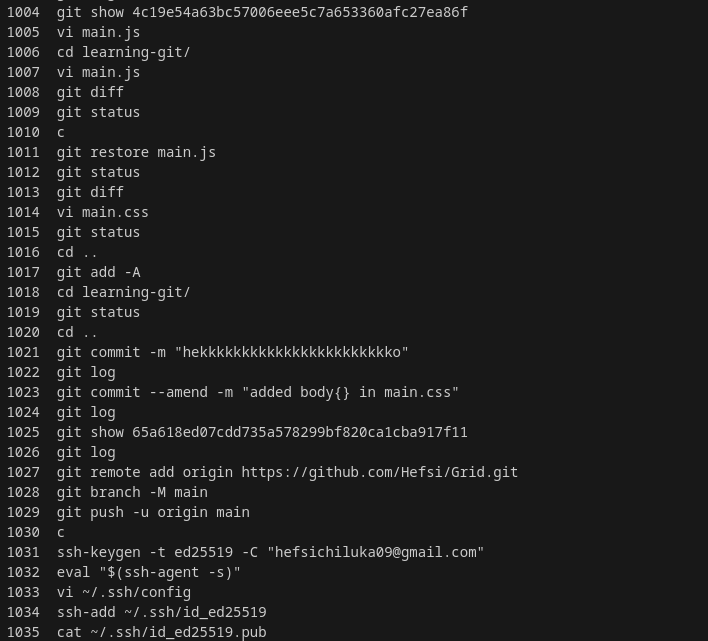 1004 git show 4c19e54a63bc57006eee5c7a653360afc27ea86f
1005 vi main.js
1006 cd learning-git/
1007 vi main.js
1008 git diff
1009 git status
1010 c
1011 git restore main.js
1012 git status
1013 git diff
1014 vi main.css
1015 git status
1016 cd ..
1017 git add -A
1018 cd learning-git/
1019 git status
1020 cd ..
1021 git commit -m "hekkkkkkkkkkkkkkkkkkkkkkko"
1022 git log
1023 git commit --amend -m "added body{} in main.css"
1024 git log
1025 git show 65a618ed07cdd735a578299bf820ca1cba917f11
1026 git log
1027 git remote add origin https://github.com/Hefsi/Grid.git
1028 git branch -M main
1029 git push -u origin main
1030 c
1031 ssh-keygen -t ed25519 -C "hefsichiluka09@gmail.com"
1032 eval "$(ssh-agent -s)"
1033 vi ~/.ssh/config
1034 ssh-add ~/.ssh/id_ed25519
1035 cat ~/.ssh/id_ed25519.pub